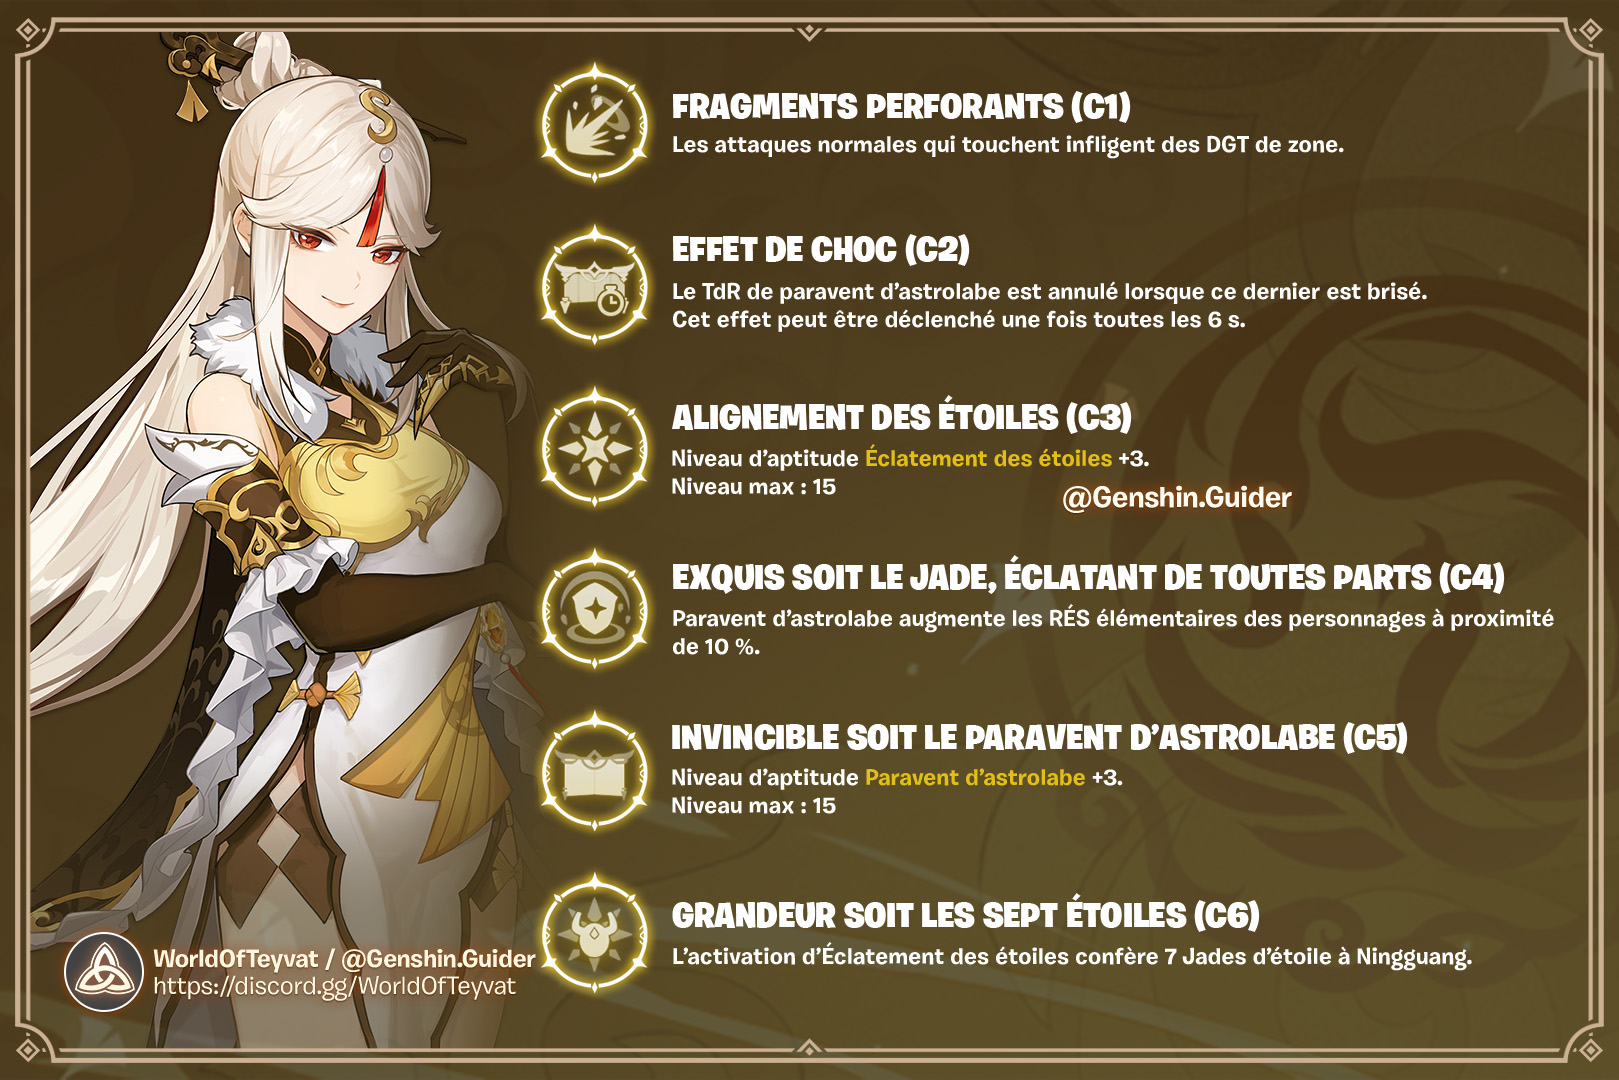 FRAGMENTS PERFORANTS (C1)
Les attaques normales qui touchent infligent des DGT de zone.
EFFET DE CHOC (C2)
Le TdR de paravent d’astrolabe est annulé lorsque ce dernier est brisé.
Cet effet peut être déclenché une fois toutes les 6 s.
ALIGNEMENT DES ÉTOILES (C3)
Niveau d’aptitude Éclatement des étoiles +3.
Niveau max : 15
@Genshin.Guider
EXQUIS SOIT LE JADE, ÉCLATANT DE TOUTES PARTS (C4)
Paravent d’astrolabe augmente les RÉS élémentaires des personnages à proximité
de 10 %.
INVINCIBLE SOIT LE PARAVENT D’ASTROLABE (C5)
Niveau d’aptitude Paravent d’astrolabe +3.
Niveau max : 15
GRANDEUR SOIT LES SEPT ÉTOILES (C6)
L’activation d’Éclatement des étoiles confère 7 Jades d’étoile à Ningguang.
WorldOfTeyvat / @Genshin.Guider
https://discord.gg/WorldOfTeyvat